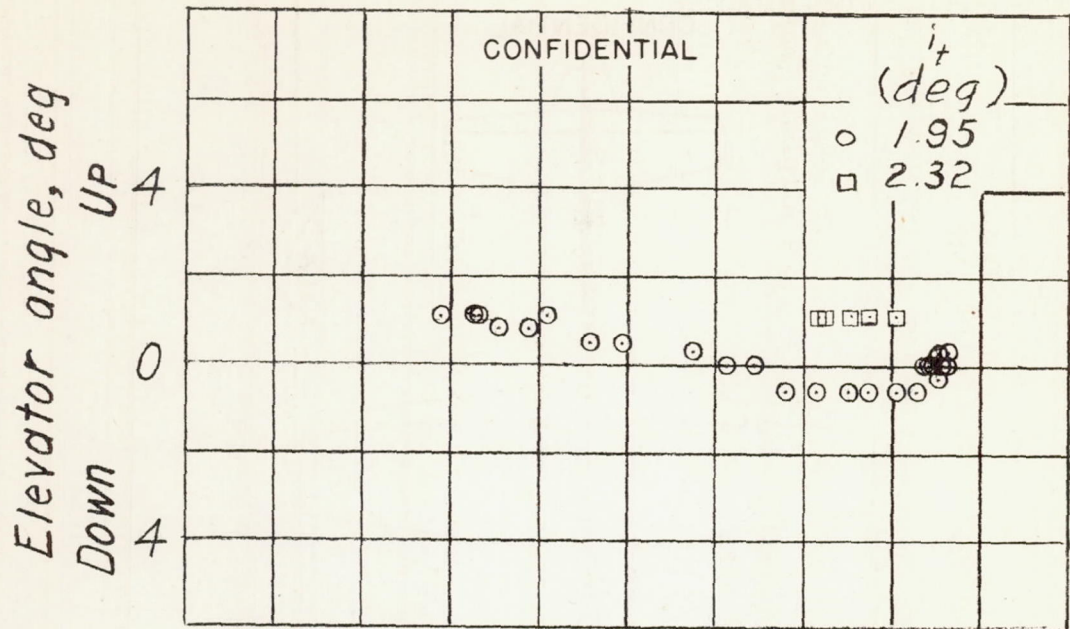 CONFIDENTIAL
i_t
(deg)
1.95
2.32
Elevator angle, deg
Down UP
4
0
4